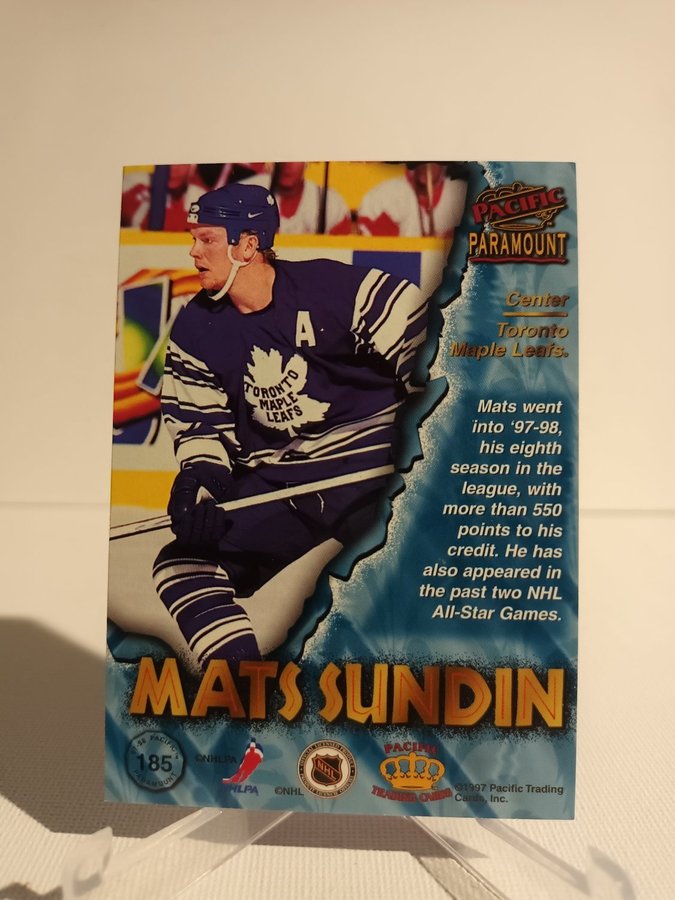 PACIFIC
PARAMOUNT
Center
Toronto
Maple Leafs.
A
TORONTO
MAPLE
LEAFS
Mats went
into ‘97-98,
his eighth
season in the
league, with
more than 550
points to his
credit. He has
also appeared in
the past two NHL
All-Star Games.
MATS SUNDIN
PACIFIC
185
PARAMOUNT
©NHLPA
NHLPA
©NHL
NHL
PACIFIC
TRADING CARDS
©1997 Pacific Trading
Cards, Inc.